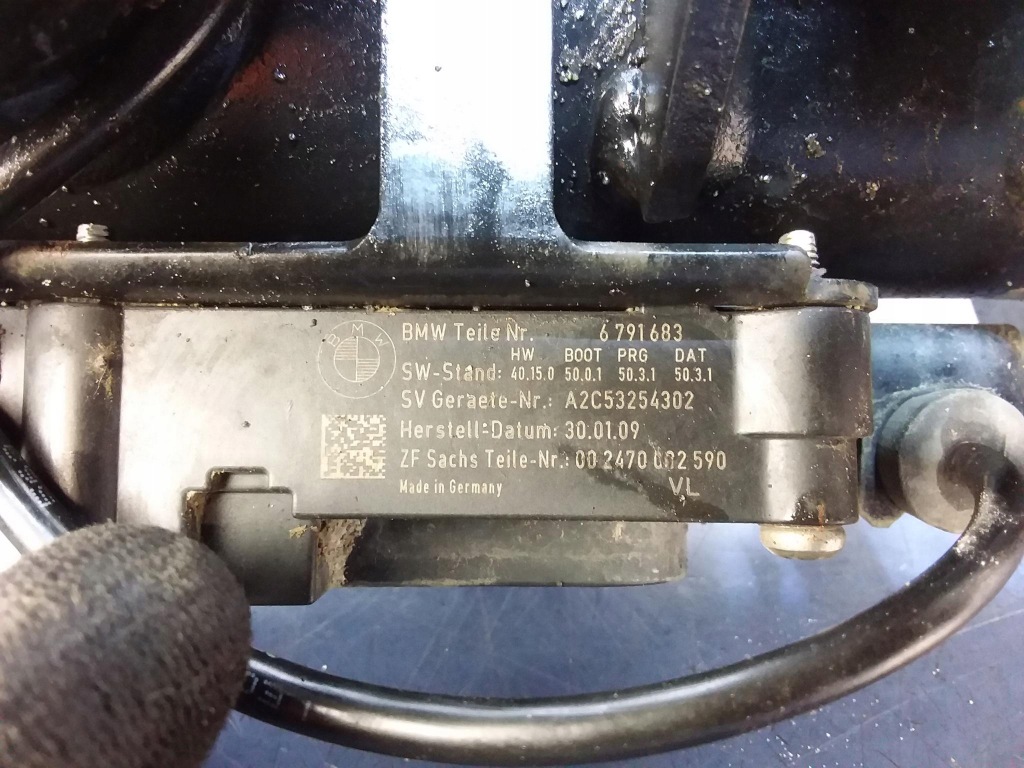 BMW
BMW Teile Nr. 6 791 683
HW BOOT PRG DAT
SW-Stand: 40.15.0 50.0.1 50.3.1 50.3.1
SV Geraete-Nr.: A2C53254302
Herstell-Datum: 30.01.09
ZF Sachs Teile-Nr.: 00 2470 002 590
Made in Germany VL